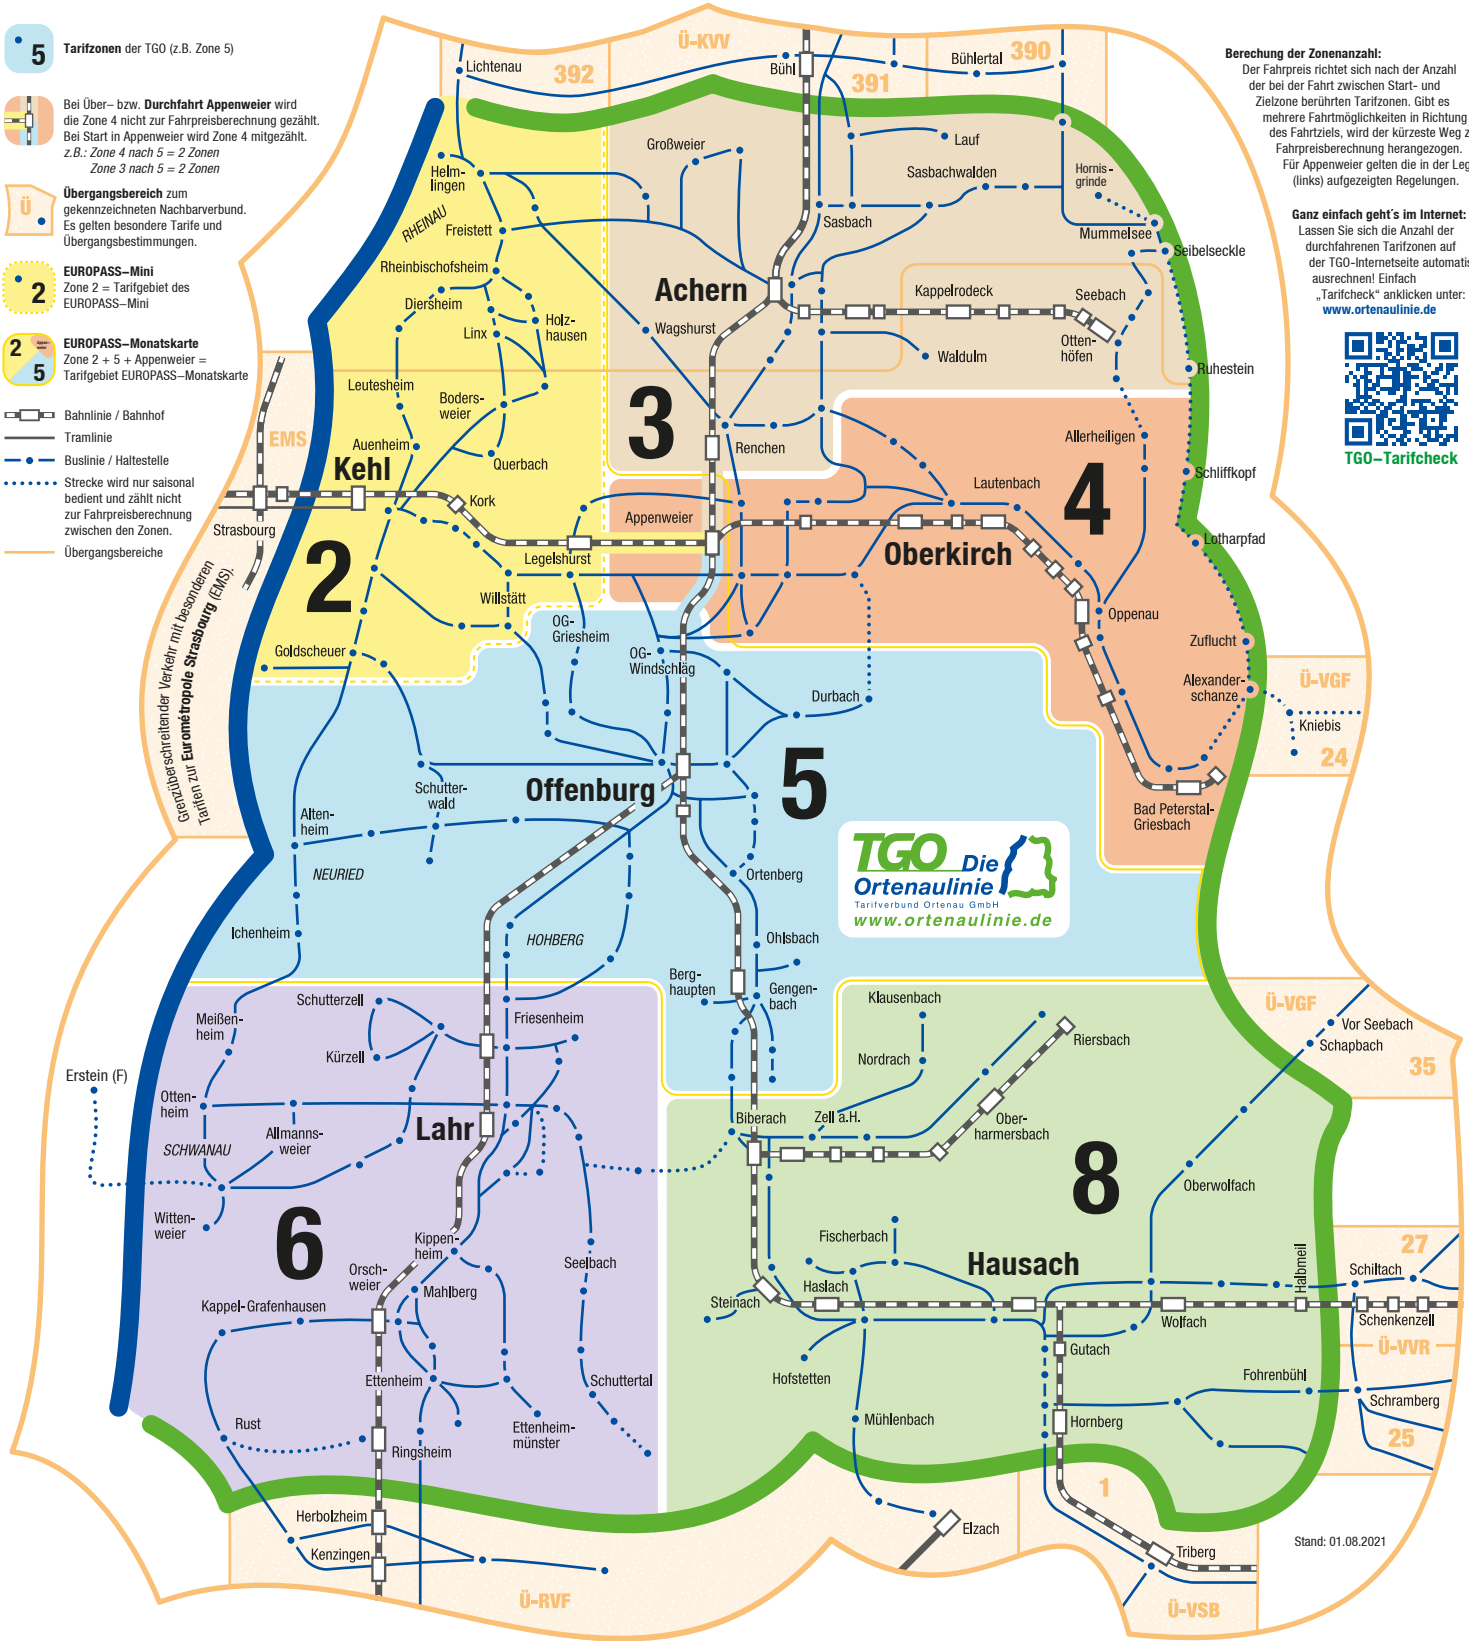 5
Tarifzonen der TGO (z.B. Zone 5)
Bei Über– bzw. Durchfahrt Appenweier wird
die Zone 4 nicht zur Fahrpreisberechnung gezählt.
Bei Start in Appenweier wird Zone 4 mitgezählt.
z.B.: Zone 4 nach 5 = 2 Zonen
Zone 3 nach 5 = 2 Zonen
Ü
Übergangsbereich zum
gekennzeichneten Nachbarverbund.
Es gelten besondere Tarife und
Übergangsbestimmungen.
2
EUROPASS–Mini
Zone 2 = Tarifgebiet des
EUROPASS–Mini
2
5
EUROPASS–Monatskarte
Zone 2 + 5 + Appenweier =
Tarifgebiet EUROPASS–Monatskarte
Bahnlinie / Bahnhof
Tramlinie
Buslinie / Haltestelle
Strecke wird nur saisonal
bedient und zählt nicht
zur Fahrpreisberechnung
zwischen den Zonen.
Übergangsbereiche
Berechung der Zonenanzahl:
Der Fahrpreis richtet sich nach der Anzahl
der bei der Fahrt zwischen Start- und
Zielzone berührten Tarifzonen. Gibt es
mehrere Fahrtmöglichkeiten in Richtung
des Fahrtziels, wird der kürzeste Weg z
Fahrpreisberechnung herangezogen.
Für Appenweier gelten die in der Leg
(links) aufgezeigten Regelungen.
Ganz einfach geht´s im Internet:
Lassen Sie sich die Anzahl der
durchfahrenen Tarifzonen auf
der TGO-Internetseite automatis
ausrechnen! Einfach
„Tarifcheck“ anklicken unter:
www.ortenaulinie.de
TGO–Tarifcheck
Ü-KVV
392
391
390
Lichtenau
Bühl
Bühlertal
Großweier
Lauf
Sasbachwalden
Hornis-
grinde
Sasbach
Mummelsee
Seibelseckle
Helm-
lingen
RHEINAU
Freistett
Rheinbischofsheim
Diersheim
Linx
Holz-
hausen
Achern
Kappelrodeck
Seebach
Wagshurst
Waldulm
Otten-
höfen
Ruhestein
Leutesheim
Boders-
weier
3
Renchen
Allerheiligen
EMS
Auenheim
Querbach
Kehl
Kork
Strasbourg
Schliffkopf
Lautenbach
4
Appenweier
Legelshurst
Oberkirch
Lotharpfad
2
Willstätt
Oppenau
OG-
Griesheim
OG-
Windschläg
Goldscheuer
Zuflucht
Durbach
Alexander-
schanze
Ü-VGF
Kniebis
24
Grenzüberschreitender Verkehr mit besonderen
Tarifen zur Eurométropole Strasbourg (EMS).
5
Offenburg
Schutter-
wald
Bad Peterstal-
Griesbach
Alten-
heim
NEURIED
TGO Die
Ortenaulinie
Tarifverbund Ortenau GmbH
www.ortenaulinie.de
Ortenberg
Ichenheim
HOHBERG
Ohlsbach
Berg-
haupten
Gengen-
bach
Klausenbach
Ü-VGF
Schutterzell
Meißen-
heim
Friesenheim
Kürzell
Nordrach
Riersbach
Vor Seebach
Schapbach
35
Erstein (F)
Otten-
heim
Allmanns-
weier
SCHWANAU
Lahr
Biberach
Zell a.H.
Ober-
harmersbach
8
Oberwolfach
Witten-
weier
6
Kippen-
heim
Fischerbach
Hausach
Halbmeil
27
Schiltach
Orsch-
weier
Mahlberg
Seelbach
Haslach
Steinach
Kappel-Grafenhausen
Wolfach
Schenkenzell
Ü-VVR
Gutach
Ettenheim
Hofstetten
Fohrenbühl
Schuttertal
Schramberg
Rust
Ettenheim-
münster
Mühlenbach
Hornberg
25
Ringsheim
1
Herbolzheim
Elzach
Kenzingen
Triberg
Stand: 01.08.2021
Ü-RVF
Ü-VSB